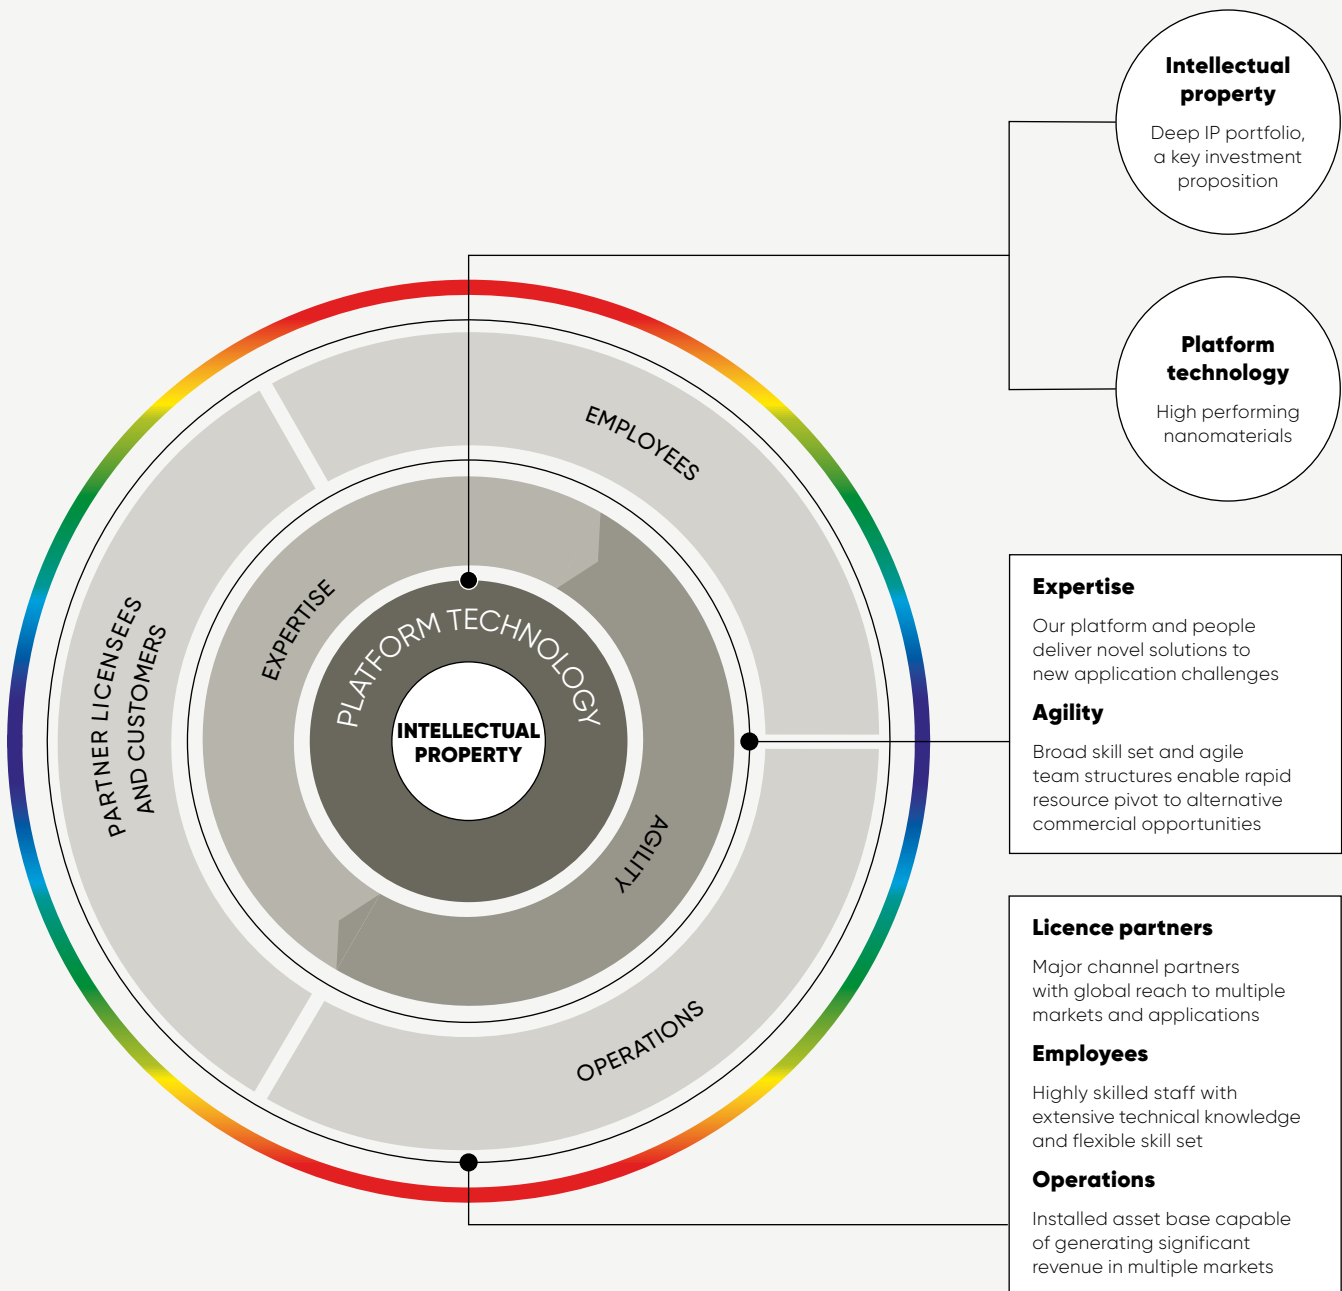 Intellectual
property
Deep IP portfolio,
a key investment
proposition
Platform
technology
High performing
nanomaterials
EMPLOYEES
EXPERTISE
PLATFORM TECHNOLOGY
INTELLECTUAL
PROPERTY
PARTNER LICENSEES
AND CUSTOMERS
AGILITY
OPERATIONS
Expertise
Our platform and people
deliver novel solutions to
new application challenges
Agility
Broad skill set and agile
team structures enable rapid
resource pivot to alternative
commercial opportunities
Licence partners
Major channel partners
with global reach to multiple
markets and applications
Employees
Highly skilled staff with
extensive technical knowledge
and flexible skill set
Operations
Installed asset base capable
of generating significant
revenue in multiple markets